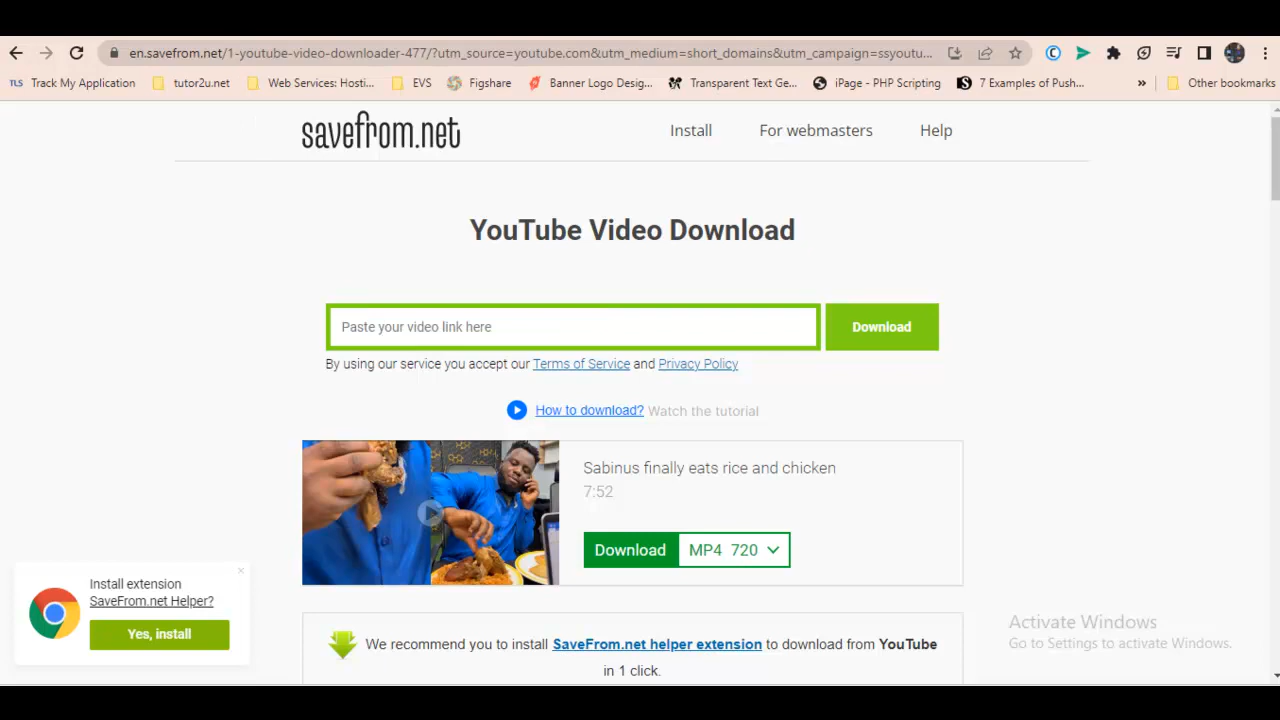 en.savefrom.net/1-youtube-video-downloader-477/?utm_source=youtube.com&utm_medium=short_domains&utm_campaign=ssyoutu...
TLS Track My Application tutor2u.net Web Services: Hosti... EVS Figshare Banner Logo Desig... Transparent Text Ge... iPage - PHP Scripting S 7 Examples of Push... » Other bookmarks
savefrom.net Install For webmasters Help
YouTube Video Download
Paste your video link here Download
By using our service you accept our Terms of Service and Privacy Policy
How to download? Watch the tutorial
Sabinus finally eats rice and chicken
7:52
Download MP4 720
Install extension
SaveFrom.net Helper?
Yes, install
We recommend you to install SaveFrom.net helper extension to download from YouTube
in 1 click.
Activate Windows
Go to Settings to activate Windows.